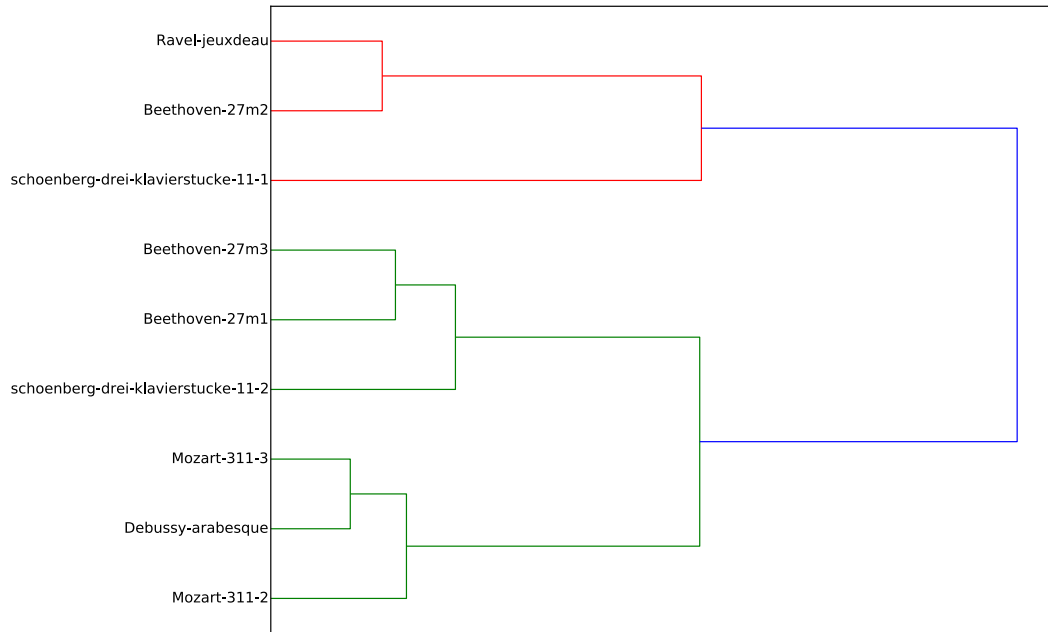 Ravel-jeuxdeau
Beethoven-27m2
schoenberg-drei-klavierstucke-11-1
Beethoven-27m3
Beethoven-27m1
schoenberg-drei-klavierstucke-11-2
Mozart-311-3
Debussy-arabesque
Mozart-311-2